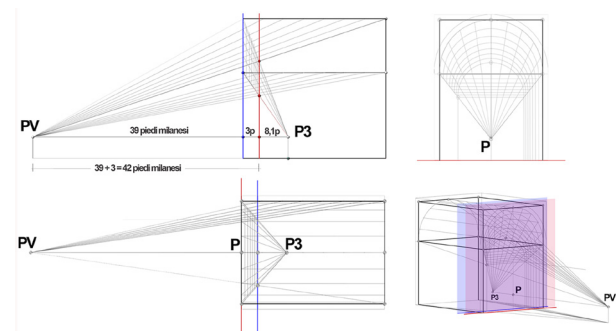 PV
39 piedi milanesi
3p
8,1p
P3
39 + 3 = 42 piedi milanesi
P
PV
P
P3
P3
P
PV